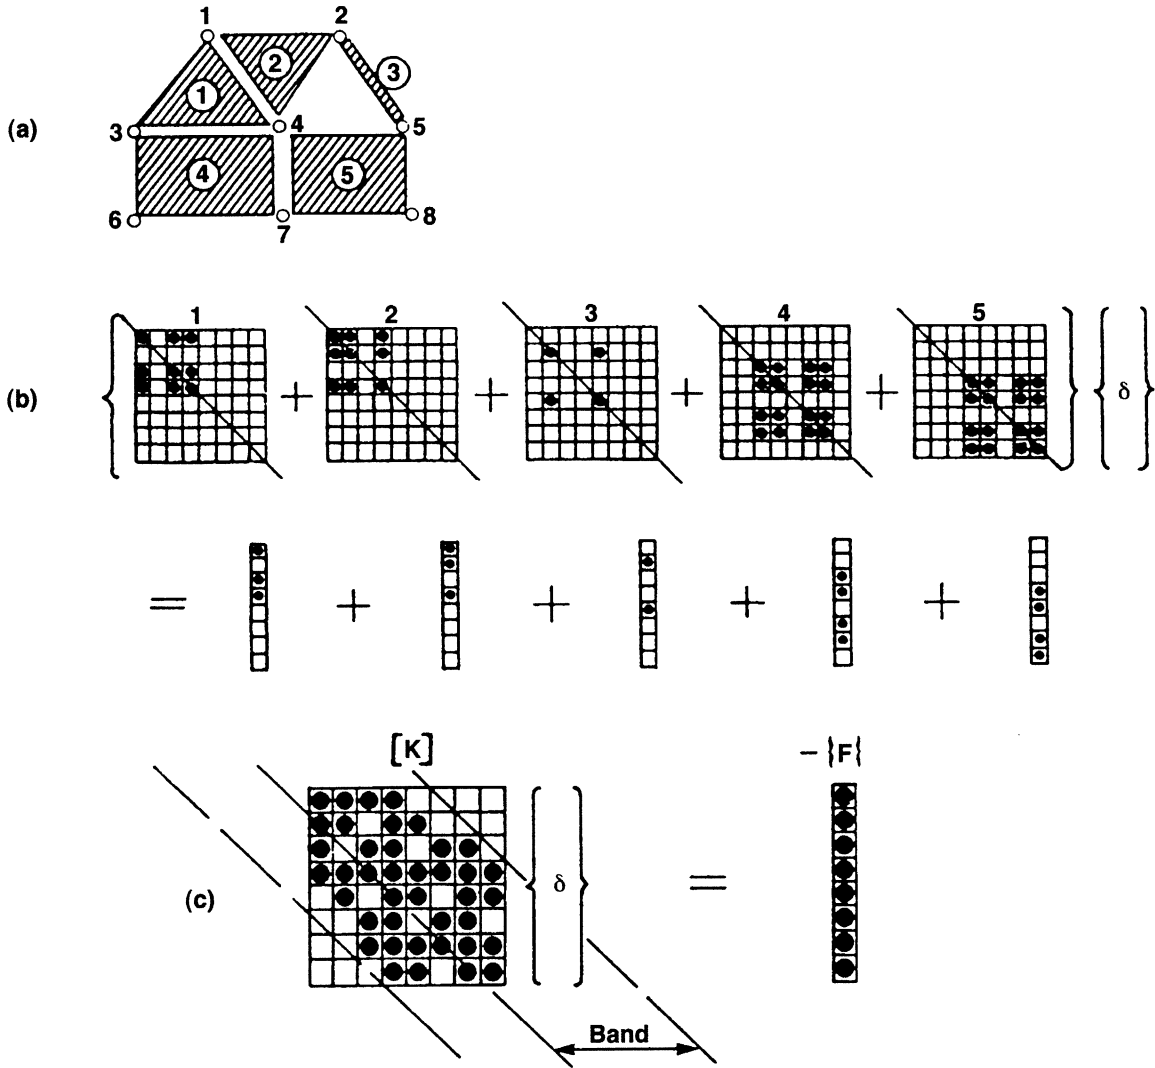 1 2
2 3
1
(a) 3 4 5
4 5
6 7 8
1 2 3 4 5
(b) { + + + + } { δ }
= + + + +
[K] − {F}
(c) { δ } =
Band